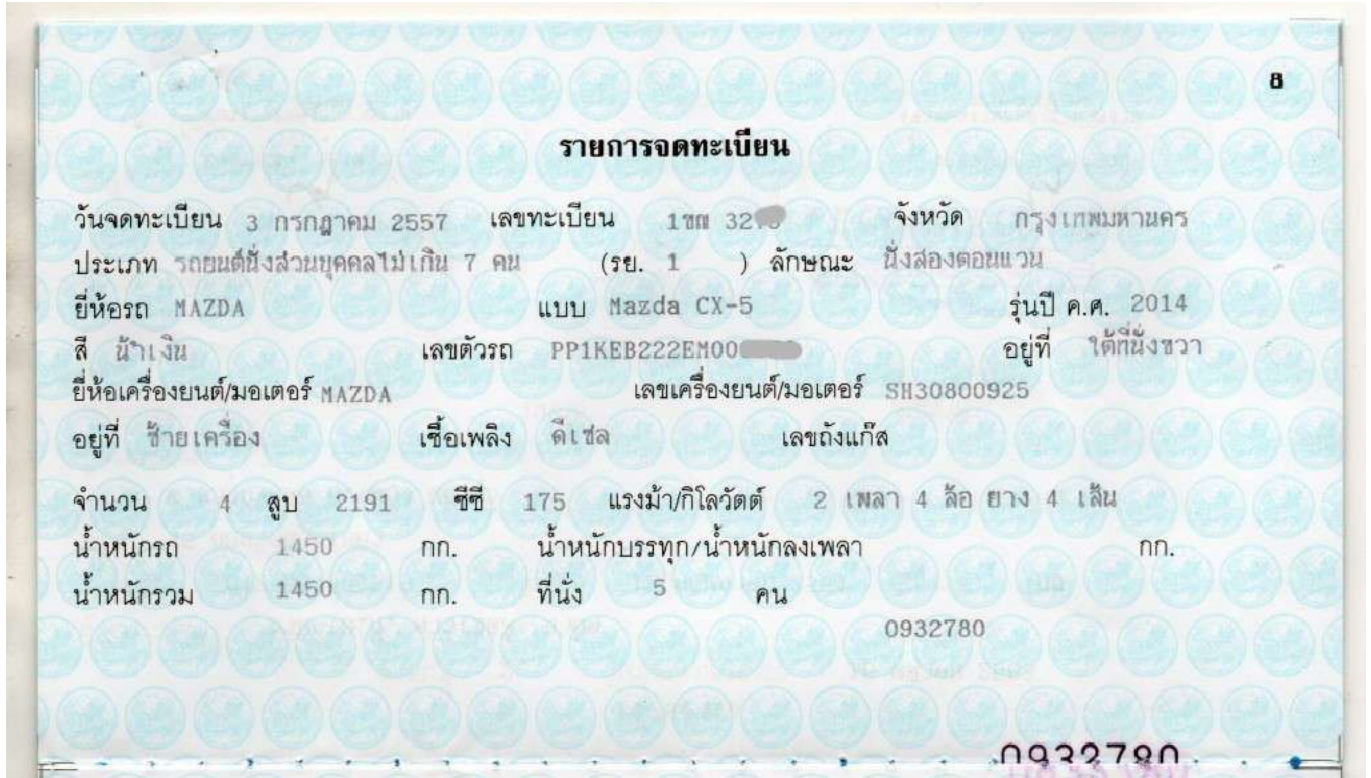 8
รายการจดทะเบียน
วันจดทะเบียน 3 กรกฎาคม 2557 เลขทะเบียน 32 จังหวัด กรุงเทพมหานคร
ประเภท รถยนต์นั่งส่วนบุคคลไม่เกิน 7 คน (รย. 1 ) ลักษณะ นั่งสองตอนแวน
ยี่ห้อรถ MAZDA แบบ Mazda CX-5 รุ่นปี ค.ศ. 2014
สี น้ำเงิน เลขตัวรถ PP1KEB222EM00 อยู่ที่ ใต้ที่นั่งขวา
ยี่ห้อเครื่องยนต์/มอเตอร์ MAZDA เลขเครื่องยนต์/มอเตอร์ SH30800925
อยู่ที่ ซ้ายเครื่อง เชื้อเพลิง ดีเซล เลขถังแก๊ส
จำนวน 4 สูบ 2191 ซีซี 175 แรงม้า/กิโลวัตต์ 2 เพลา 4 ล้อ ยาง 4 เส้น
น้ำหนักรถ 1450 กก. น้ำหนักบรรทุก/น้ำหนักลงเพลา กก.
น้ำหนักรวม 1450 กก. ที่นั่ง 5 คน
0932780
0932780